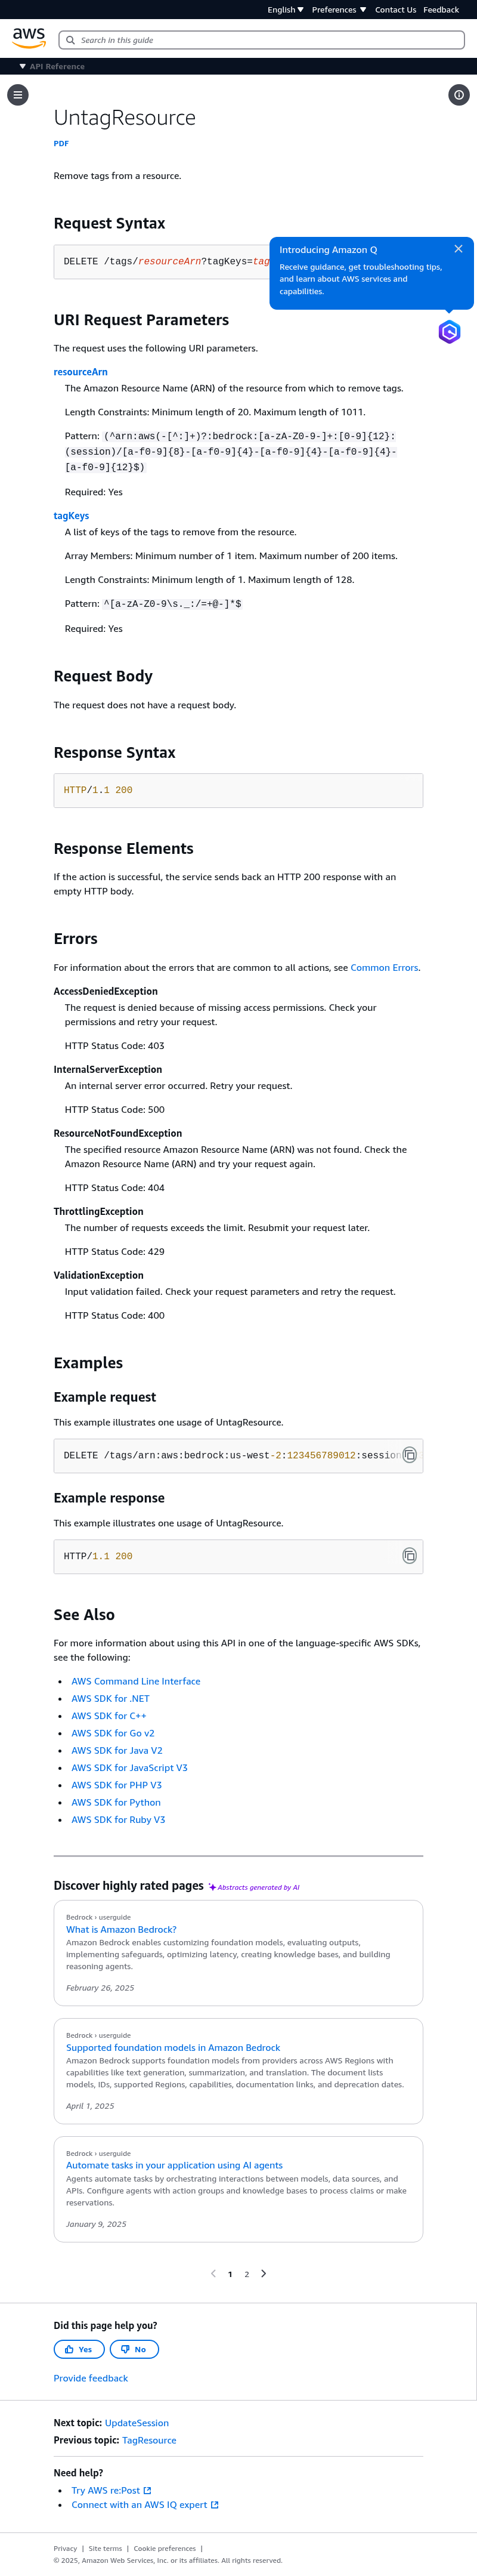 English Preferences Contact Us Feedback
aws
Search in this guide
API Reference
UntagResource
PDF
Remove tags from a resource.
Request Syntax
DELETE /tags/resourceArn?tagKeys=tag
Introducing Amazon Q
Receive guidance, get troubleshooting tips,
and learn about AWS services and
capabilities.
URI Request Parameters
The request uses the following URI parameters.
resourceArn
The Amazon Resource Name (ARN) of the resource from which to remove tags.
Length Constraints: Minimum length of 20. Maximum length of 1011.
Pattern: (^arn:aws(-[^:]+)?:bedrock:[a-zA-Z0-9-]+:[0-9]{12}:
(session)/[a-f0-9]{8}-[a-f0-9]{4}-[a-f0-9]{4}-[a-f0-9]{4}-
[a-f0-9]{12}$)
Required: Yes
tagKeys
A list of keys of the tags to remove from the resource.
Array Members: Minimum number of 1 item. Maximum number of 200 items.
Length Constraints: Minimum length of 1. Maximum length of 128.
Pattern: ^[a-zA-Z0-9\s._:/=+@-]*$
Required: Yes
Request Body
The request does not have a request body.
Response Syntax
HTTP/1.1 200
Response Elements
If the action is successful, the service sends back an HTTP 200 response with an
empty HTTP body.
Errors
For information about the errors that are common to all actions, see Common Errors.
AccessDeniedException
The request is denied because of missing access permissions. Check your
permissions and retry your request.
HTTP Status Code: 403
InternalServerException
An internal server error occurred. Retry your request.
HTTP Status Code: 500
ResourceNotFoundException
The specified resource Amazon Resource Name (ARN) was not found. Check the
Amazon Resource Name (ARN) and try your request again.
HTTP Status Code: 404
ThrottlingException
The number of requests exceeds the limit. Resubmit your request later.
HTTP Status Code: 429
ValidationException
Input validation failed. Check your request parameters and retry the request.
HTTP Status Code: 400
Examples
Example request
This example illustrates one usage of UntagResource.
DELETE /tags/arn:aws:bedrock:us-west-2:123456789012:session
Example response
This example illustrates one usage of UntagResource.
HTTP/1.1 200
See Also
For more information about using this API in one of the language-specific AWS SDKs,
see the following:
• AWS Command Line Interface
• AWS SDK for .NET
• AWS SDK for C++
• AWS SDK for Go v2
• AWS SDK for Java V2
• AWS SDK for JavaScript V3
• AWS SDK for PHP V3
• AWS SDK for Python
• AWS SDK for Ruby V3
Discover highly rated pages Abstracts generated by AI
Bedrock › userguide
What is Amazon Bedrock?
Amazon Bedrock enables customizing foundation models, evaluating outputs,
implementing safeguards, optimizing latency, creating knowledge bases, and building
reasoning agents.
February 26, 2025
Bedrock › userguide
Supported foundation models in Amazon Bedrock
Amazon Bedrock supports foundation models from providers across AWS Regions with
capabilities like text generation, summarization, and translation. The document lists
models, IDs, supported Regions, capabilities, documentation links, and deprecation dates.
April 1, 2025
Bedrock › userguide
Automate tasks in your application using AI agents
Agents automate tasks by orchestrating interactions between models, data sources, and
APIs. Configure agents with action groups and knowledge bases to process claims or make
reservations.
January 9, 2025
1 2
Did this page help you?
Yes No
Provide feedback
Next topic: UpdateSession
Previous topic: TagResource
Need help?
• Try AWS re:Post
• Connect with an AWS IQ expert
Privacy | Site terms | Cookie preferences |
© 2025, Amazon Web Services, Inc. or its affiliates. All rights reserved.